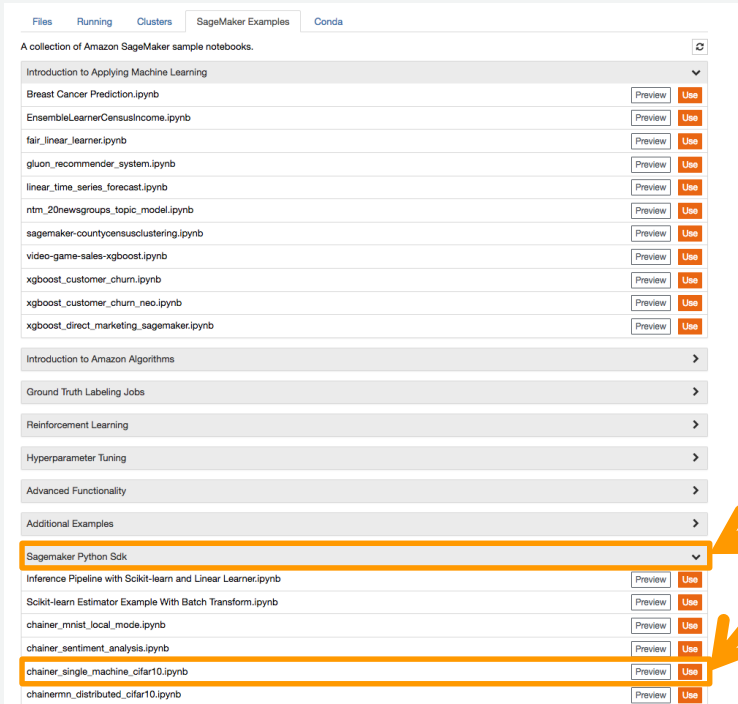 Files Running Clusters SageMaker Examples Conda
A collection of Amazon SageMaker sample notebooks.
Introduction to Applying Machine Learning
Breast Cancer Prediction.ipynb Preview Use
EnsembleLearnerCensusIncome.ipynb Preview Use
fair_linear_learner.ipynb Preview Use
gluon_recommender_system.ipynb Preview Use
linear_time_series_forecast.ipynb Preview Use
ntm_20newsgroups_topic_model.ipynb Preview Use
sagemaker-countycensusclustering.ipynb Preview Use
video-game-sales-xgboost.ipynb Preview Use
xgboost_customer_churn.ipynb Preview Use
xgboost_customer_churn_neo.ipynb Preview Use
xgboost_direct_marketing_sagemaker.ipynb Preview Use
Introduction to Amazon Algorithms
Ground Truth Labeling Jobs
Reinforcement Learning
Hyperparameter Tuning
Advanced Functionality
Additional Examples
Sagemaker Python Sdk
Inference Pipeline with Scikit-learn and Linear Learner.ipynb Preview Use
Scikit-learn Estimator Example With Batch Transform.ipynb Preview Use
chainer_mnist_local_mode.ipynb Preview Use
chainer_sentiment_analysis.ipynb Preview Use
chainer_single_machine_cifar10.ipynb Preview Use
chainermn_distributed_cifar10.ipynb Preview Use